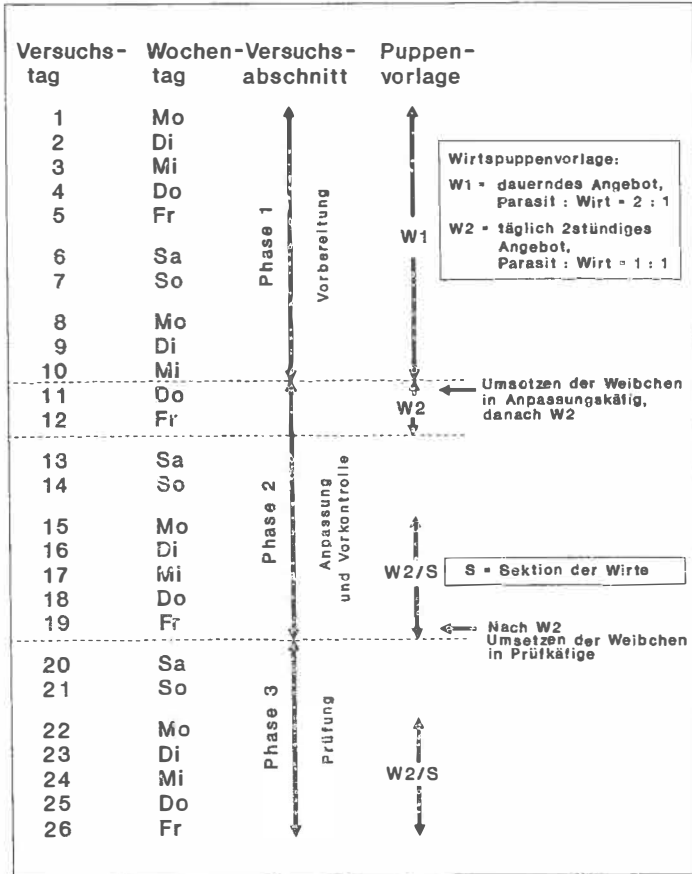 Versuchs- Wochen- Versuchs- Puppen-
tag tag abschnitt vorlage
1 Mo
2 Di
3 Mi
4 Do
5 Fr
6 Sa
7 So
8 Mo
9 Di
10 Mi
11 Do
12 Fr
13 Sa
14 So
15 Mo
16 Di
17 Mi
18 Do
19 Fr
20 Sa
21 So
22 Mo
23 Di
24 Mi
25 Do
26 Fr
Phase 1
Vorbereitung
Phase 2
Anpassung
und Vorkontrolle
Phase 3
Prüfung
W1
W2
W2/S
W2/S
Wirtspuppenvorlage:
W1 = dauerndes Angebot,
Parasit : Wirt = 2 : 1
W2 = täglich 2stündiges
Angebot,
Parasit : Wirt = 1 : 1
Umsotzen der Weibchen
in Anpassungskäfig,
danach W2
S = Sektion der Wirte
Nach W2
Umsetzen der Weibchen
in Prüfkäfige